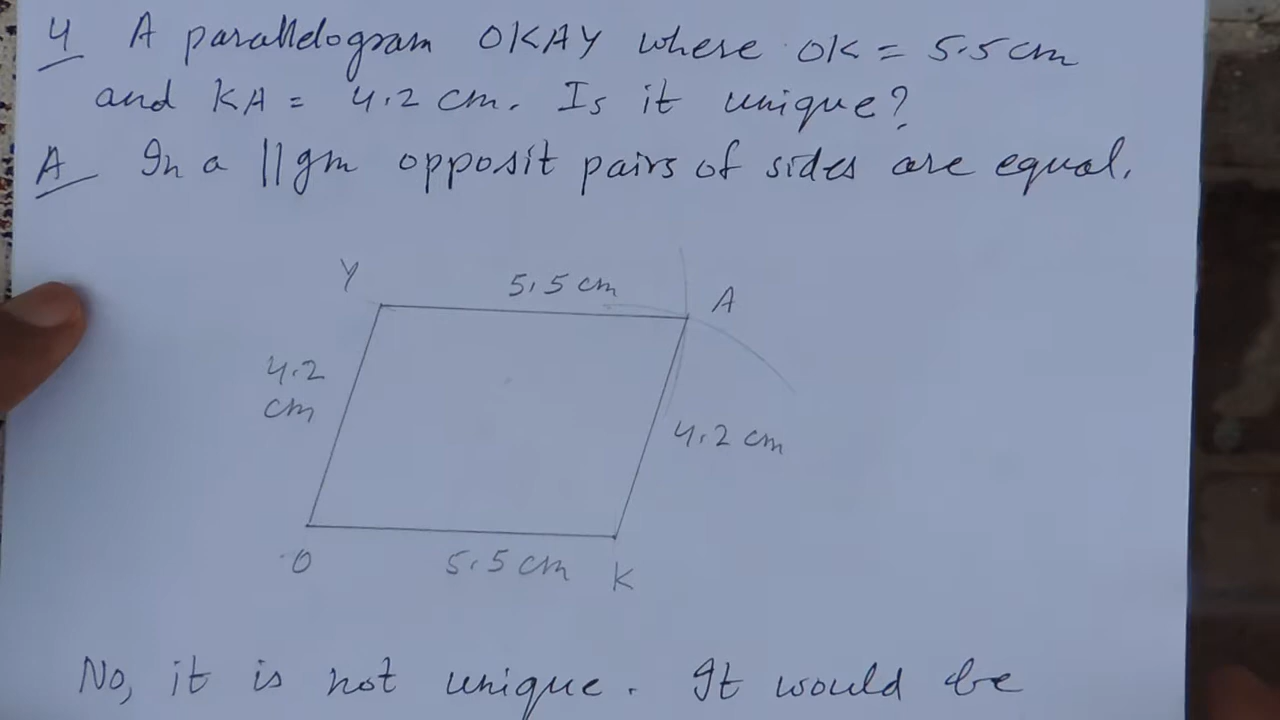 4 A parallelogram OKAY where OK = 5.5 cm
and KA = 4.2 cm. Is it unique?
A In a ||gm opposit pairs of sides are equal.
Y 5.5 cm A
4.2
cm
4.2 cm
O 5.5 cm K
No, it is not unique. It would be